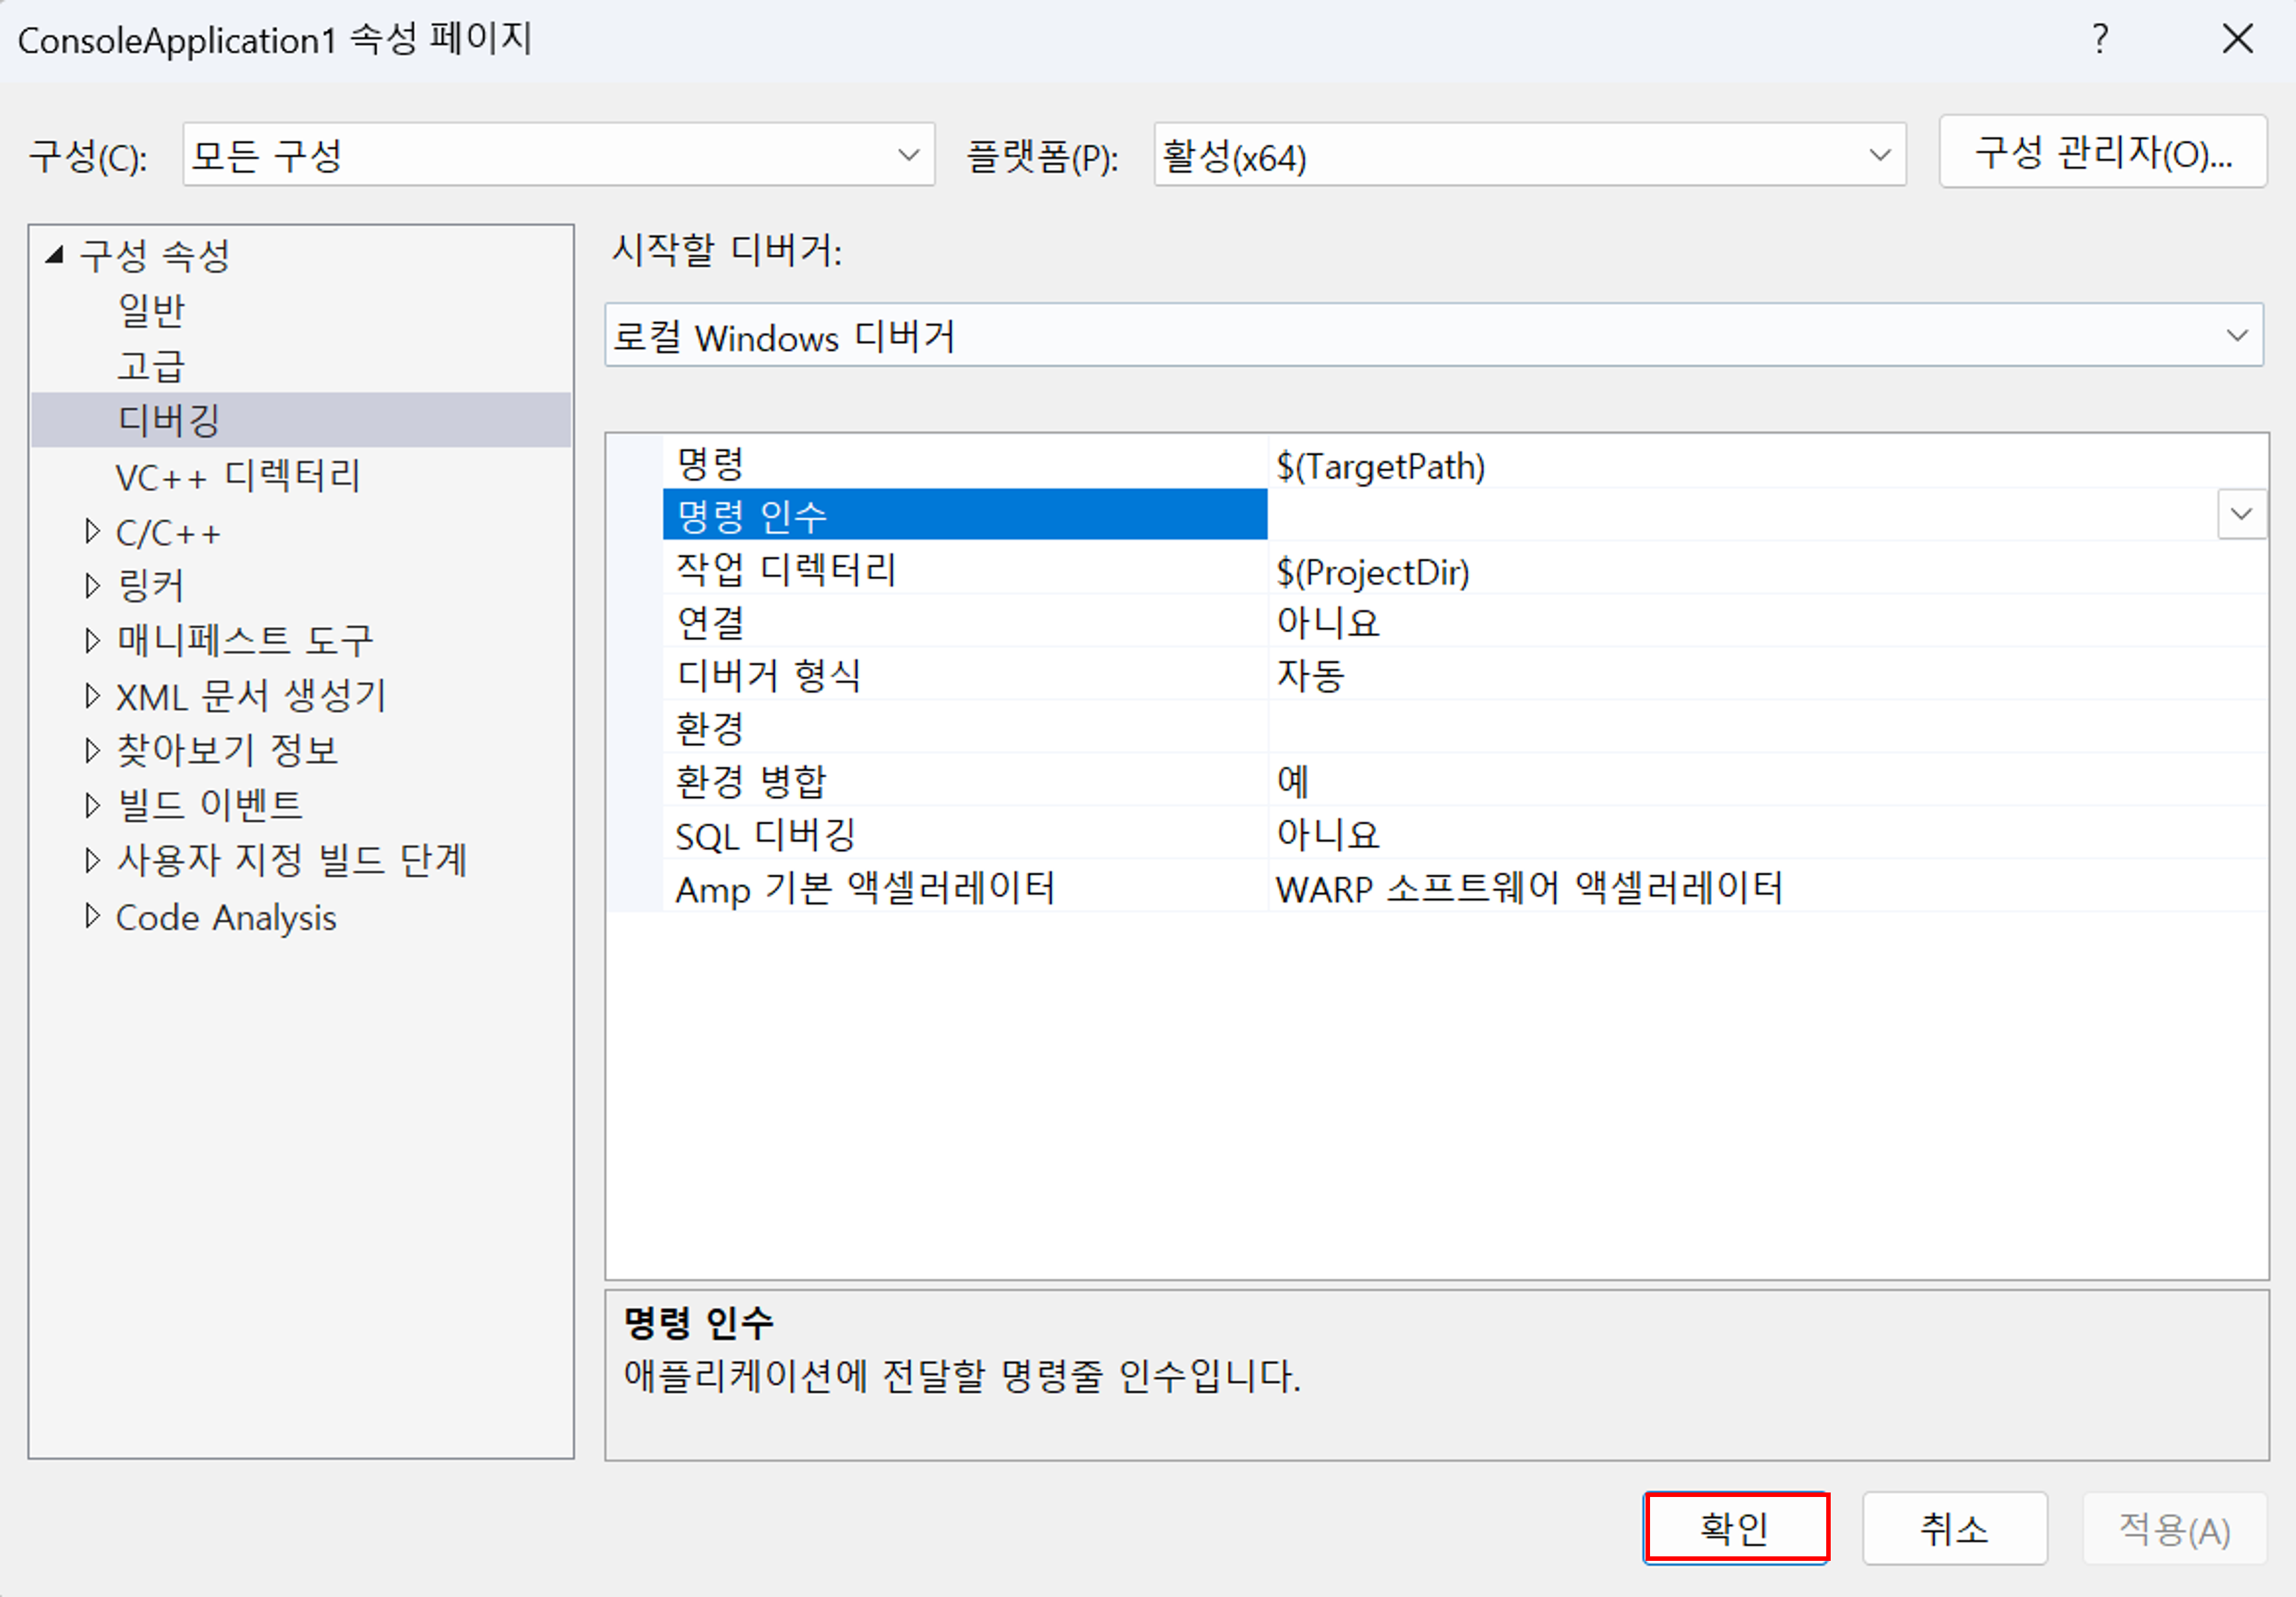 ConsoleApplication1 속성 페이지
?
구성(C): 모든 구성 플랫폼(P): 활성(x64) 구성 관리자(O)...
구성 속성
일반
고급
디버깅
VC++ 디렉터리
C/C++
링커
매니페스트 도구
XML 문서 생성기
찾아보기 정보
빌드 이벤트
사용자 지정 빌드 단계
Code Analysis
시작할 디버거:
로컬 Windows 디버거
명령 $(TargetPath)
명령 인수
작업 디렉터리 $(ProjectDir)
연결 아니요
디버거 형식 자동
환경
환경 병합 예
SQL 디버깅 아니요
Amp 기본 액셀러레이터 WARP 소프트웨어 액셀러레이터
명령 인수
애플리케이션에 전달할 명령줄 인수입니다.
확인 취소 적용(A)